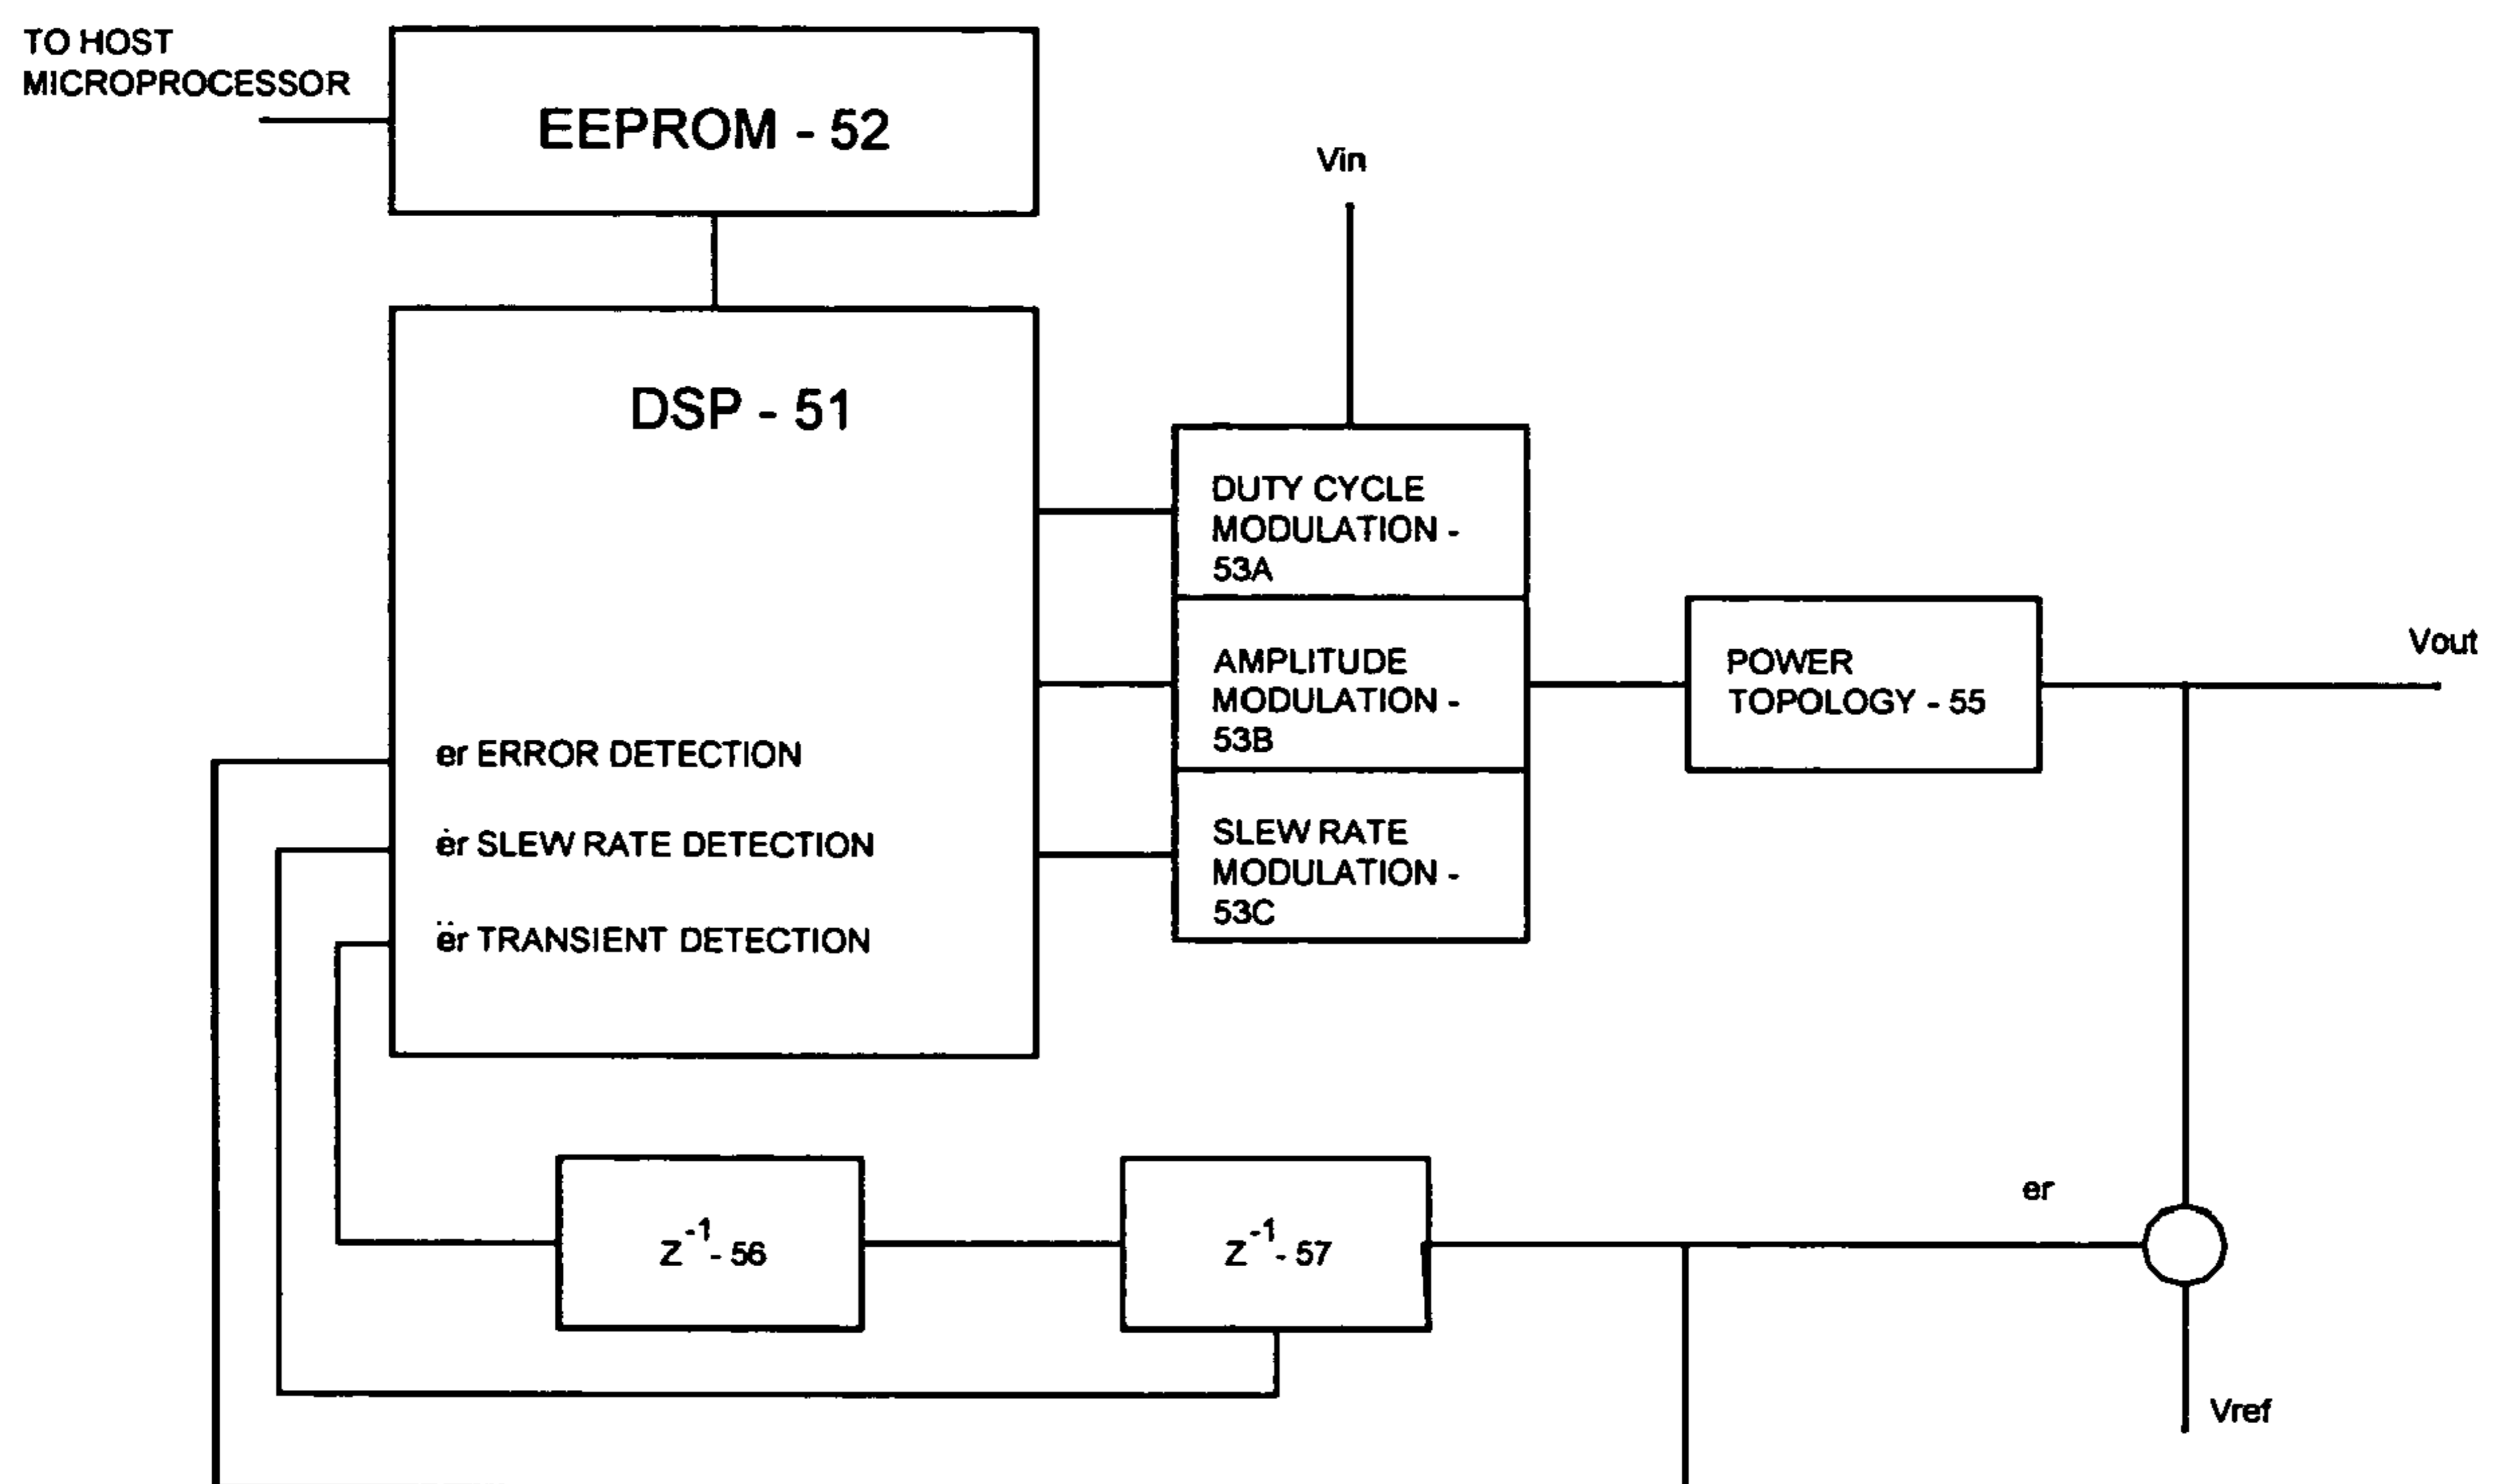 TO HOST
MICROPROCESSOR
EEPROM - 52
Vin
DSP - 51
DUTY CYCLE
MODULATION -
53A
AMPLITUDE
MODULATION -
53B
SLEW RATE
MODULATION -
53C
POWER
TOPOLOGY - 55
Vout
er ERROR DETECTION
ėr SLEW RATE DETECTION
ër TRANSIENT DETECTION
Z⁻¹ - 56
Z⁻¹ - 57
er
Vref